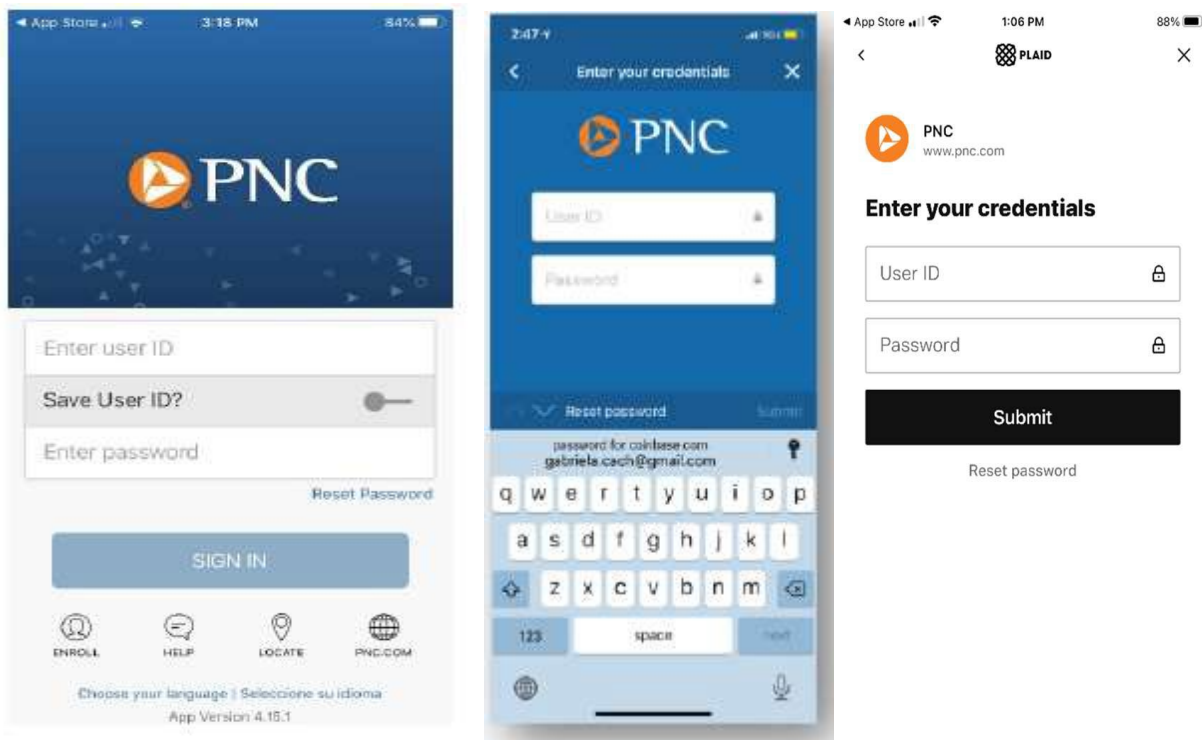 App Store 3:18 PM 84%
PNC
Enter user ID
Save User ID?
Enter password
Reset Password
SIGN IN
ENROLL HELP LOCATE PNC.COM
Choose your language | Seleccione su idioma
App Version 4.15.1
2:47
Enter your credentials
PNC
User ID
Password
Reset password Submit
password for coinbase.com
gabriela.cach@gmail.com
q w e r t y u i o p
a s d f g h j k l
z x c v b n m
123 space next
App Store 1:06 PM 88%
PLAID
PNC
www.pnc.com
Enter your credentials
User ID
Password
Submit
Reset password